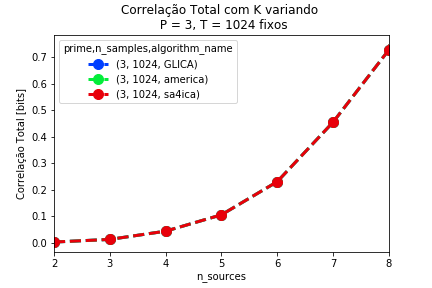 Correlação Total com K variando
P = 3, T = 1024 fixos
prime,n_samples,algorithm_name
(3, 1024, GLICA)
(3, 1024, america)
(3, 1024, sa4ica)
Correlação Total [bits]
0.7
0.6
0.5
0.4
0.3
0.2
0.1
0.0
2 3 4 5 6 7 8
n_sources